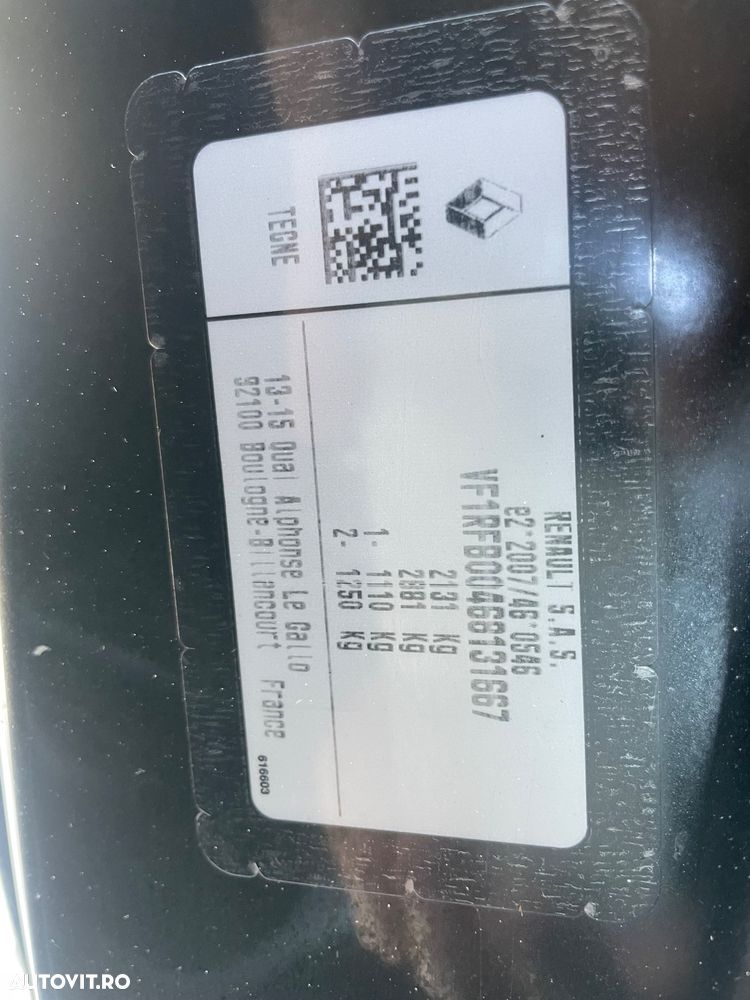 RENAULT S.A.S.
e2*2007/46*0546
VF1RFB00468131667
2131 Kg
2881 Kg
1- 1110 Kg
2- 1250 Kg
13-15 Quai Alphonse Le Gallo
92100 Boulogne-Billancourt France
616603
TEGNE
AUTOVIT.RO